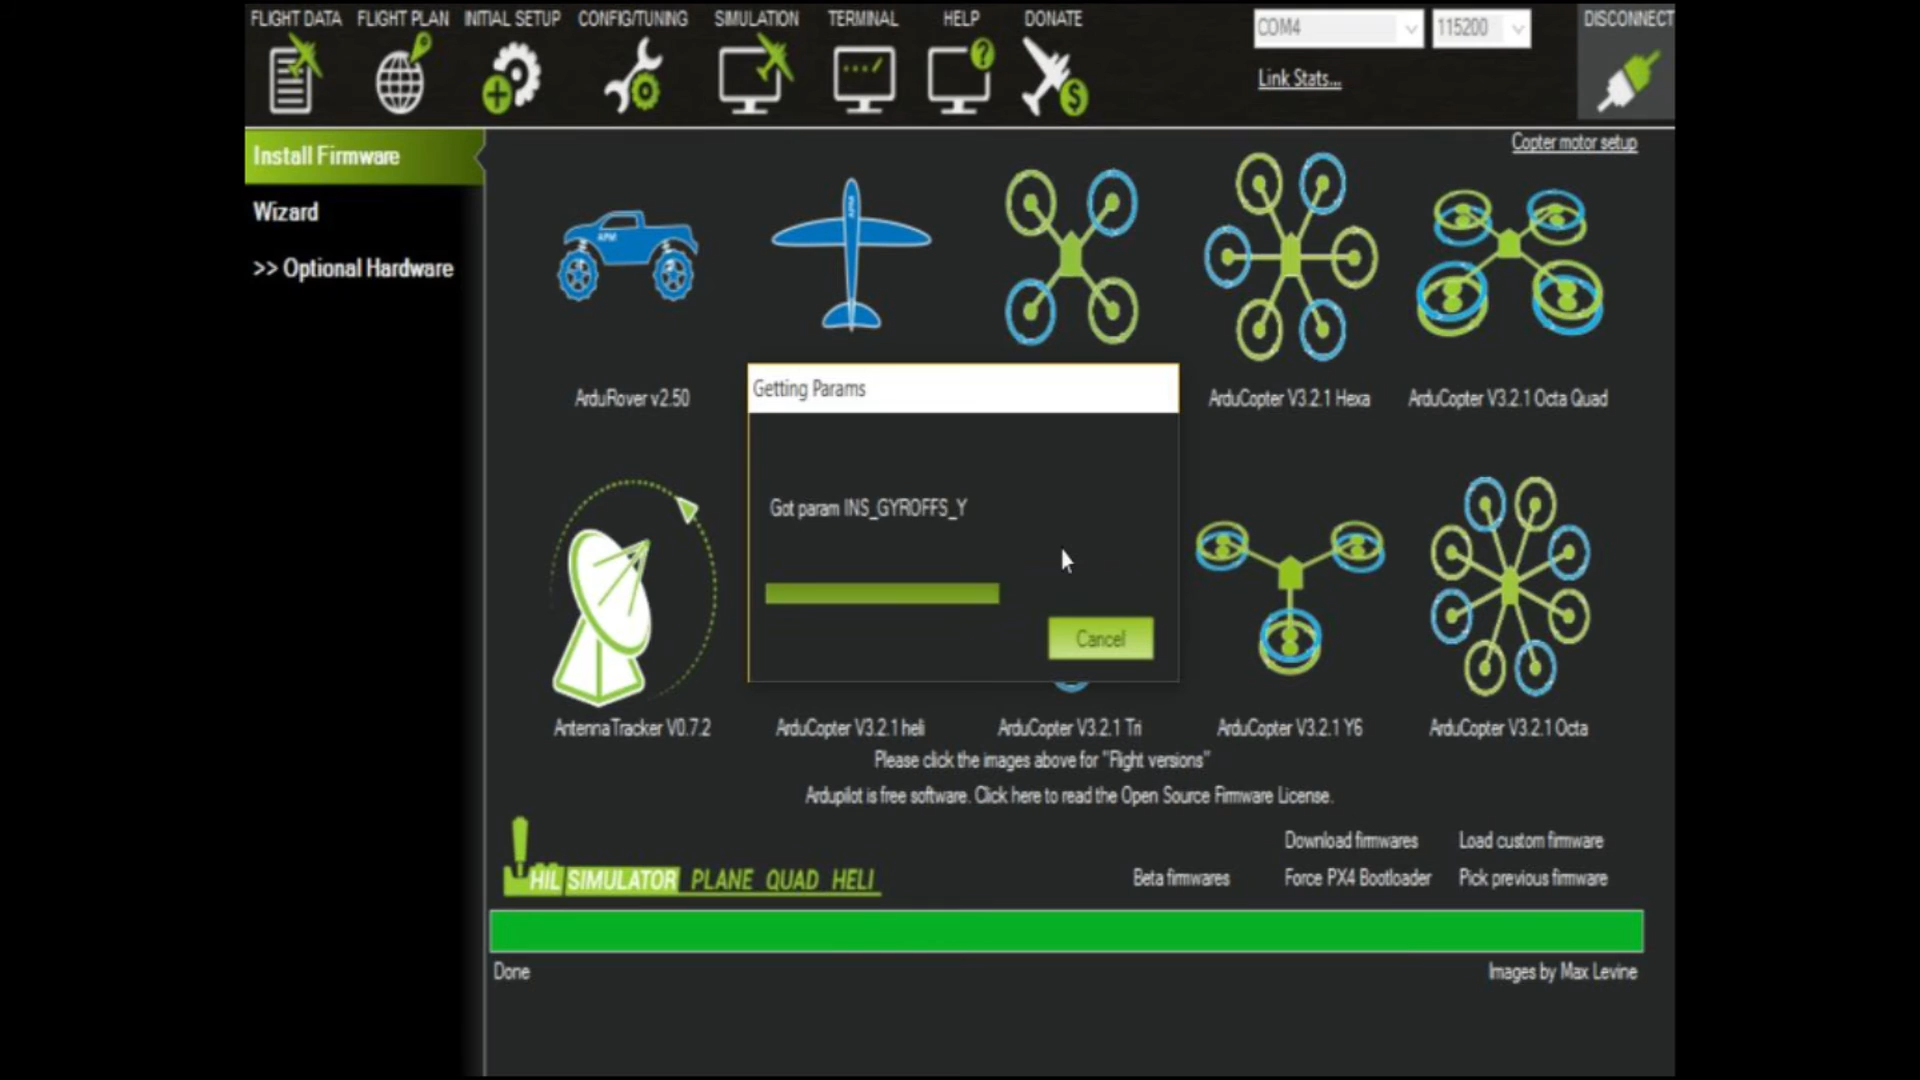 FLIGHT DATA FLIGHT PLAN INITIAL SETUP CONFIG/TUNING SIMULATION TERMINAL HELP DONATE COM4 115200 DISCONNECT
Link Stats...
Install Firmware
Copter motor setup
Wizard
>> Optional Hardware
APM
APM
ArduRover v2.50
ArduCopter V3.2.1 Hexa
ArduCopter V3.2.1 Octa Quad
Getting Params
Got param INS_GYROFFS_Y
Cancel
AntennaTracker V0.7.2
ArduCopter V3.2.1 heli
ArduCopter V3.2.1 Tri
ArduCopter V3.2.1 Y6
ArduCopter V3.2.1 Octa
Please click the images above for "Flight versions"
Ardupilot is free software. Click here to read the Open Source Firmware License.
Download firmwares
Load custom firmware
HIL SIMULATOR PLANE QUAD HELI
Beta firmwares
Force PX4 Bootloader
Pick previous firmware
Done
Images by Max Levine